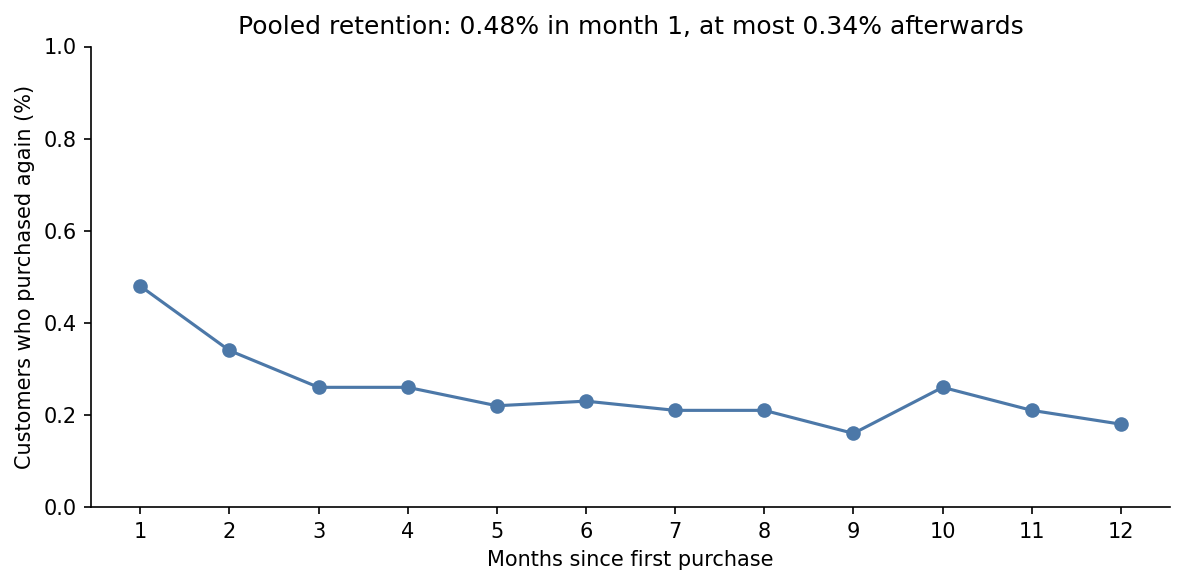 Pooled retention: 0.48% in month 1, at most 0.34% afterwards
Customers who purchased again (%)
1.0
0.8
0.6
0.4
0.2
0.0
1 2 3 4 5 6 7 8 9 10 11 12
Months since first purchase